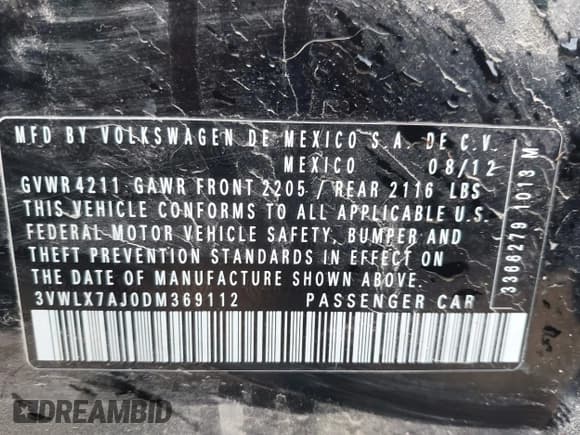 MFD BY VOLKSWAGEN DE MEXICO S.A. DE C.V.
MEXICO 08/12
GVWR 4211 GAWR FRONT 2205 / REAR 2116 LBS
THIS VEHICLE CONFORMS TO ALL APPLICABLE U.S.
FEDERAL MOTOR VEHICLE SAFETY, BUMPER AND
THEFT PREVENTION STANDARDS IN EFFECT ON
THE DATE OF MANUFACTURE SHOWN ABOVE.
3VWLX7AJ0DM369112 PASSENGER CAR
3366279 1013 M
DREAMBID